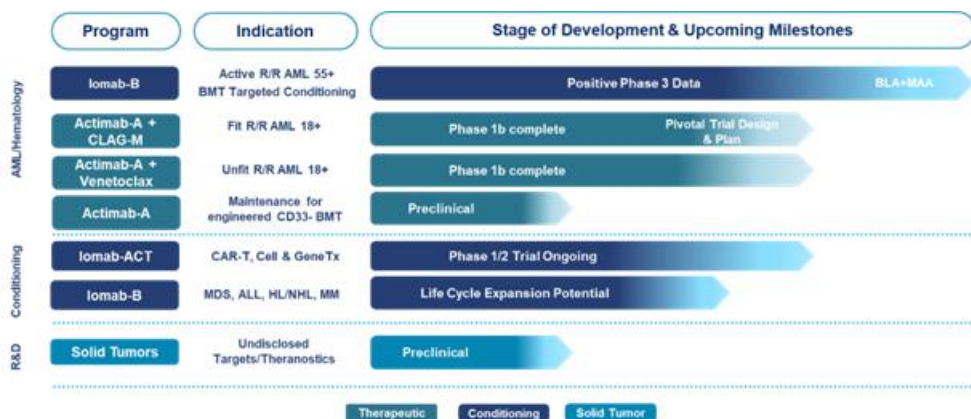 Program
Indication
Stage of Development & Upcoming Milestones
AML/Hematology
Iomab-B
Active R/R AML 55+
BMT Targeted Conditioning
Positive Phase 3 Data
BLA+MAA
Actimab-A +
CLAG-M
Fit R/R AML 18+
Phase 1b complete
Pivotal Trial Design
& Plan
Actimab-A +
Venetoclax
Unfit R/R AML 18+
Phase 1b complete
Actimab-A
Maintenance for
engineered CD33- BMT
Preclinical
Conditioning
Iomab-ACT
CAR-T, Cell & GeneTx
Phase 1/2 Trial Ongoing
Iomab-B
MDS, ALL, HL/NHL, MM
Life Cycle Expansion Potential
R&D
Solid Tumors
Undisclosed
Targets/Theranostics
Preclinical
Therapeutic
Conditioning
Solid Tumor